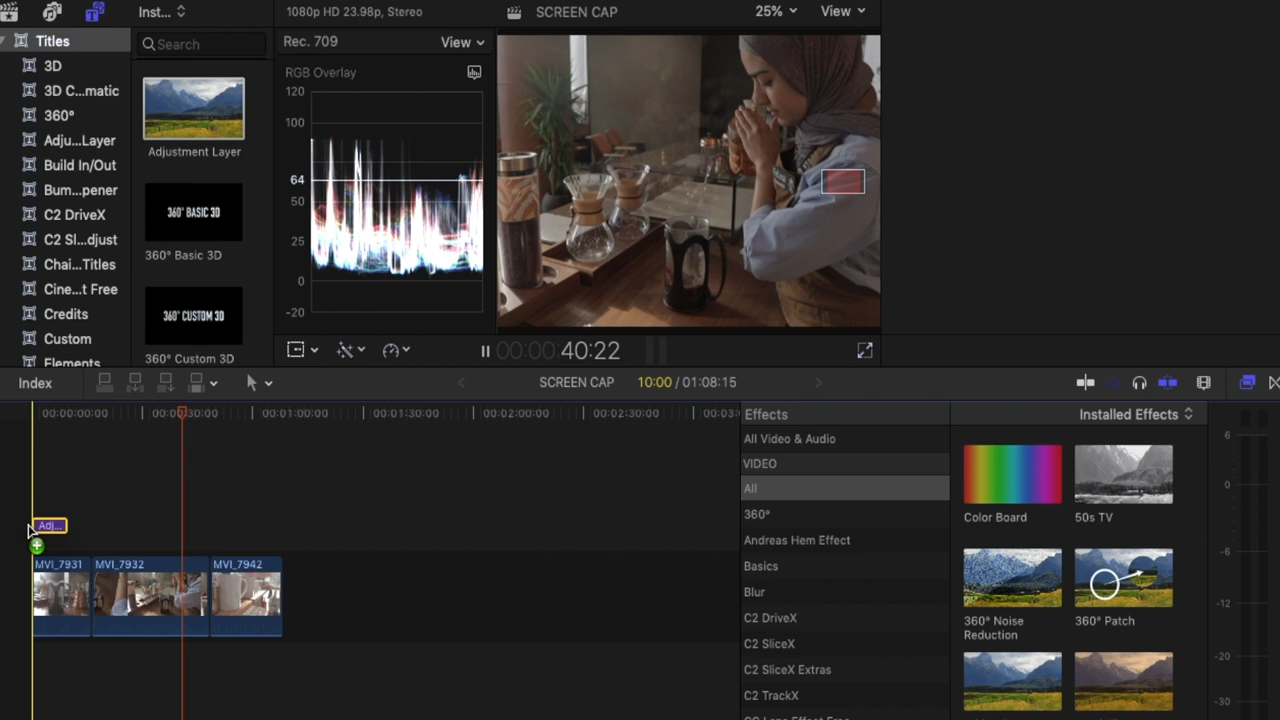 Inst...
1080p HD 23.98p, Stereo
SCREEN CAP
25%
View
Titles
Search
Rec. 709
View
3D
3D C...matic
360°
Adju...Layer
Build In/Out
Bum...pener
C2 DriveX
C2 Sl...djust
Chai...Titles
Cine...t Free
Credits
Custom
Elements
Adjustment Layer
360° BASIC 3D
360° Basic 3D
360° CUSTOM 3D
360° Custom 3D
RGB Overlay
120
100
64
50
25
0
-20
00:00:40:22
Index
SCREEN CAP
10:00 / 01:08:15
00:00:00:00
00:00:30:00
00:01:00:00
00:01:30:00
00:02:00:00
00:02:30:00
00:03:
Adj...
MVI_7931
MVI_7932
MVI_7942
Effects
Installed Effects
All Video & Audio
VIDEO
All
360°
Andreas Hem Effect
Basics
Blur
C2 DriveX
C2 SliceX
C2 SliceX Extras
C2 TrackX
Color Board
50s TV
360° Noise
Reduction
360° Patch
6
0
-6
-12
-20
-30